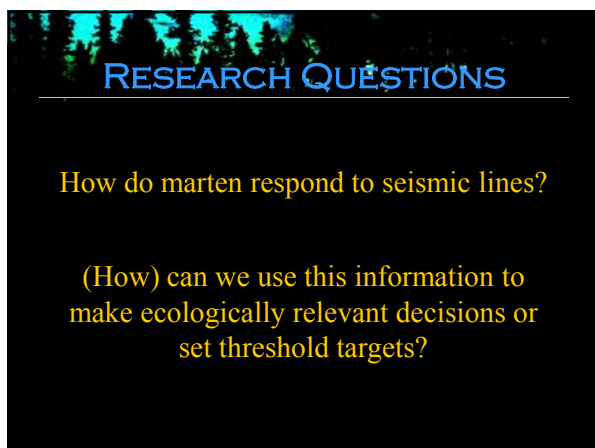 RESEARCH QUESTIONS
How do marten respond to seismic lines?
(How) can we use this information to
make ecologically relevant decisions or
set threshold targets?